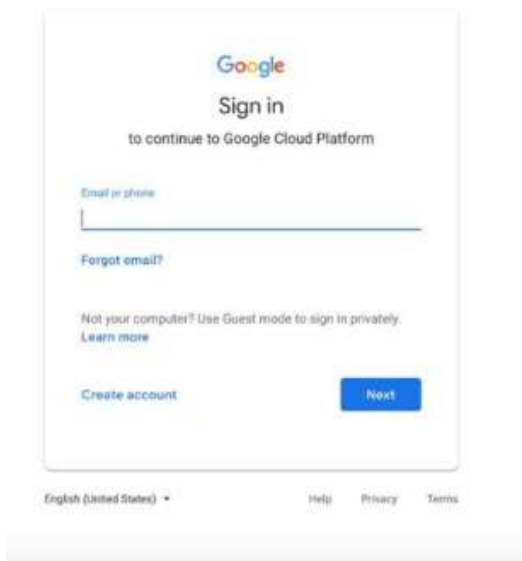 Google
Sign in
to continue to Google Cloud Platform
Email or phone
Forgot email?
Not your computer? Use Guest mode to sign in privately.
Learn more
Create account
Next
English (United States)
Help Privacy Terms